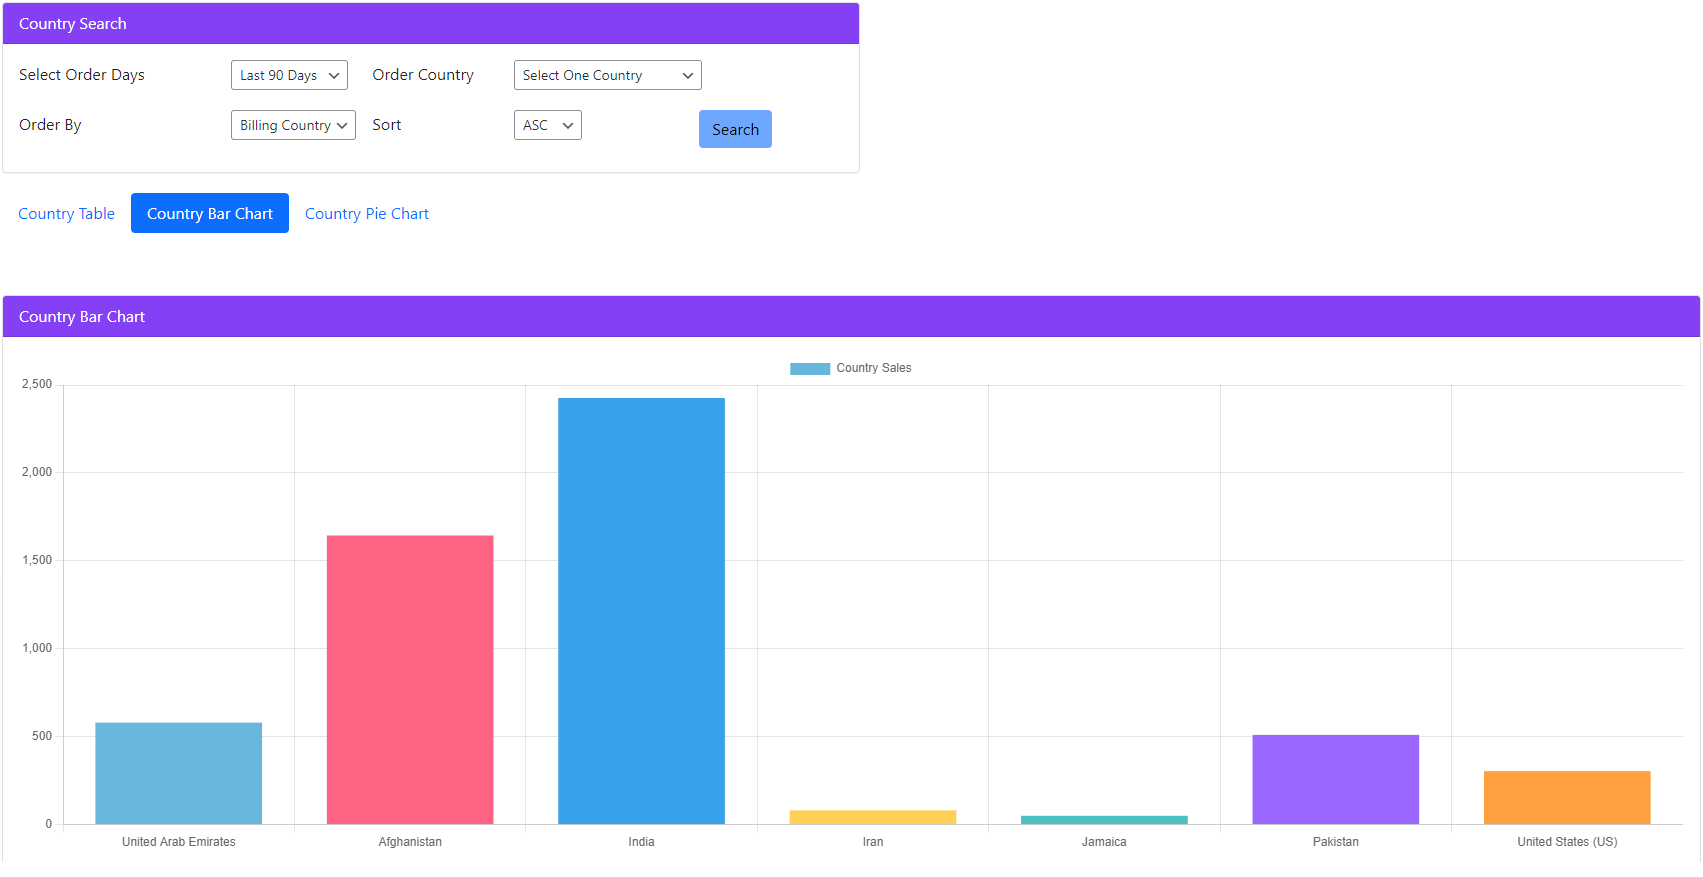 Country Search
Select Order Days Last 90 Days Order Country Select One Country
Order By Billing Country Sort ASC Search
Country Table Country Bar Chart Country Pie Chart
Country Bar Chart
Country Sales
2,500
2,000
1,500
1,000
500
0
United Arab Emirates Afghanistan India Iran Jamaica Pakistan United States (US)